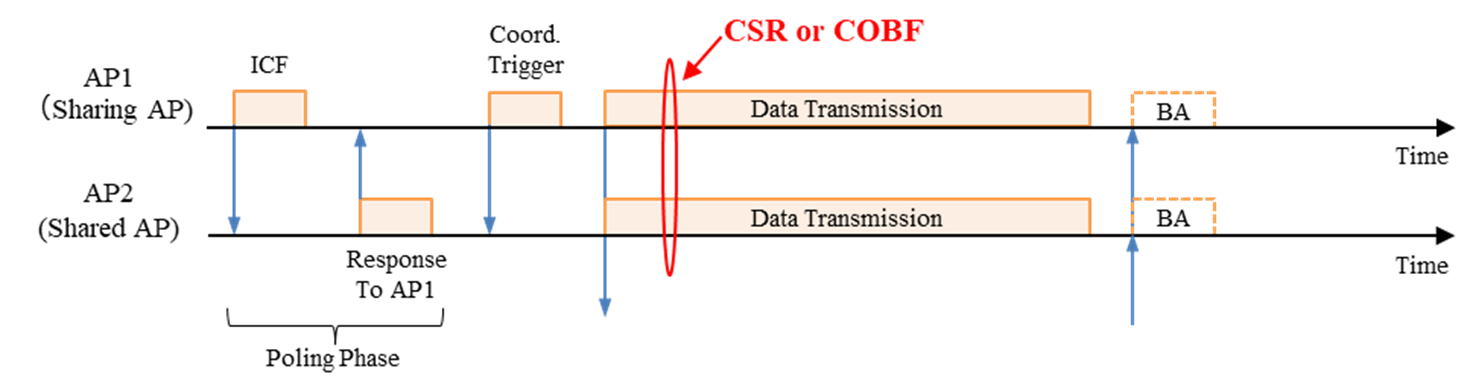 CSR or COBF
Coord.
Trigger
ICF
AP1
（Sharing AP)
Data Transmission
BA
Time
AP2
(Shared AP)
Data Transmission
BA
Time
Response
To AP1
Poling Phase